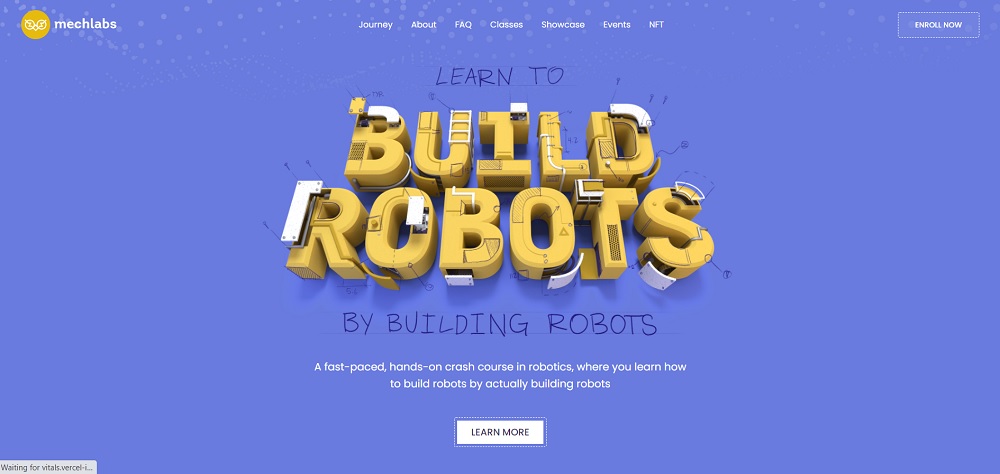 mechlabs
Journey About FAQ Classes Showcase Events NFT
ENROLL NOW
LEARN TO
BUILD
ROBOTS
BY BUILDING ROBOTS
A fast-paced, hands-on crash course in robotics, where you learn how
to build robots by actually building robots
LEARN MORE
Waiting for vitals.vercel-i...